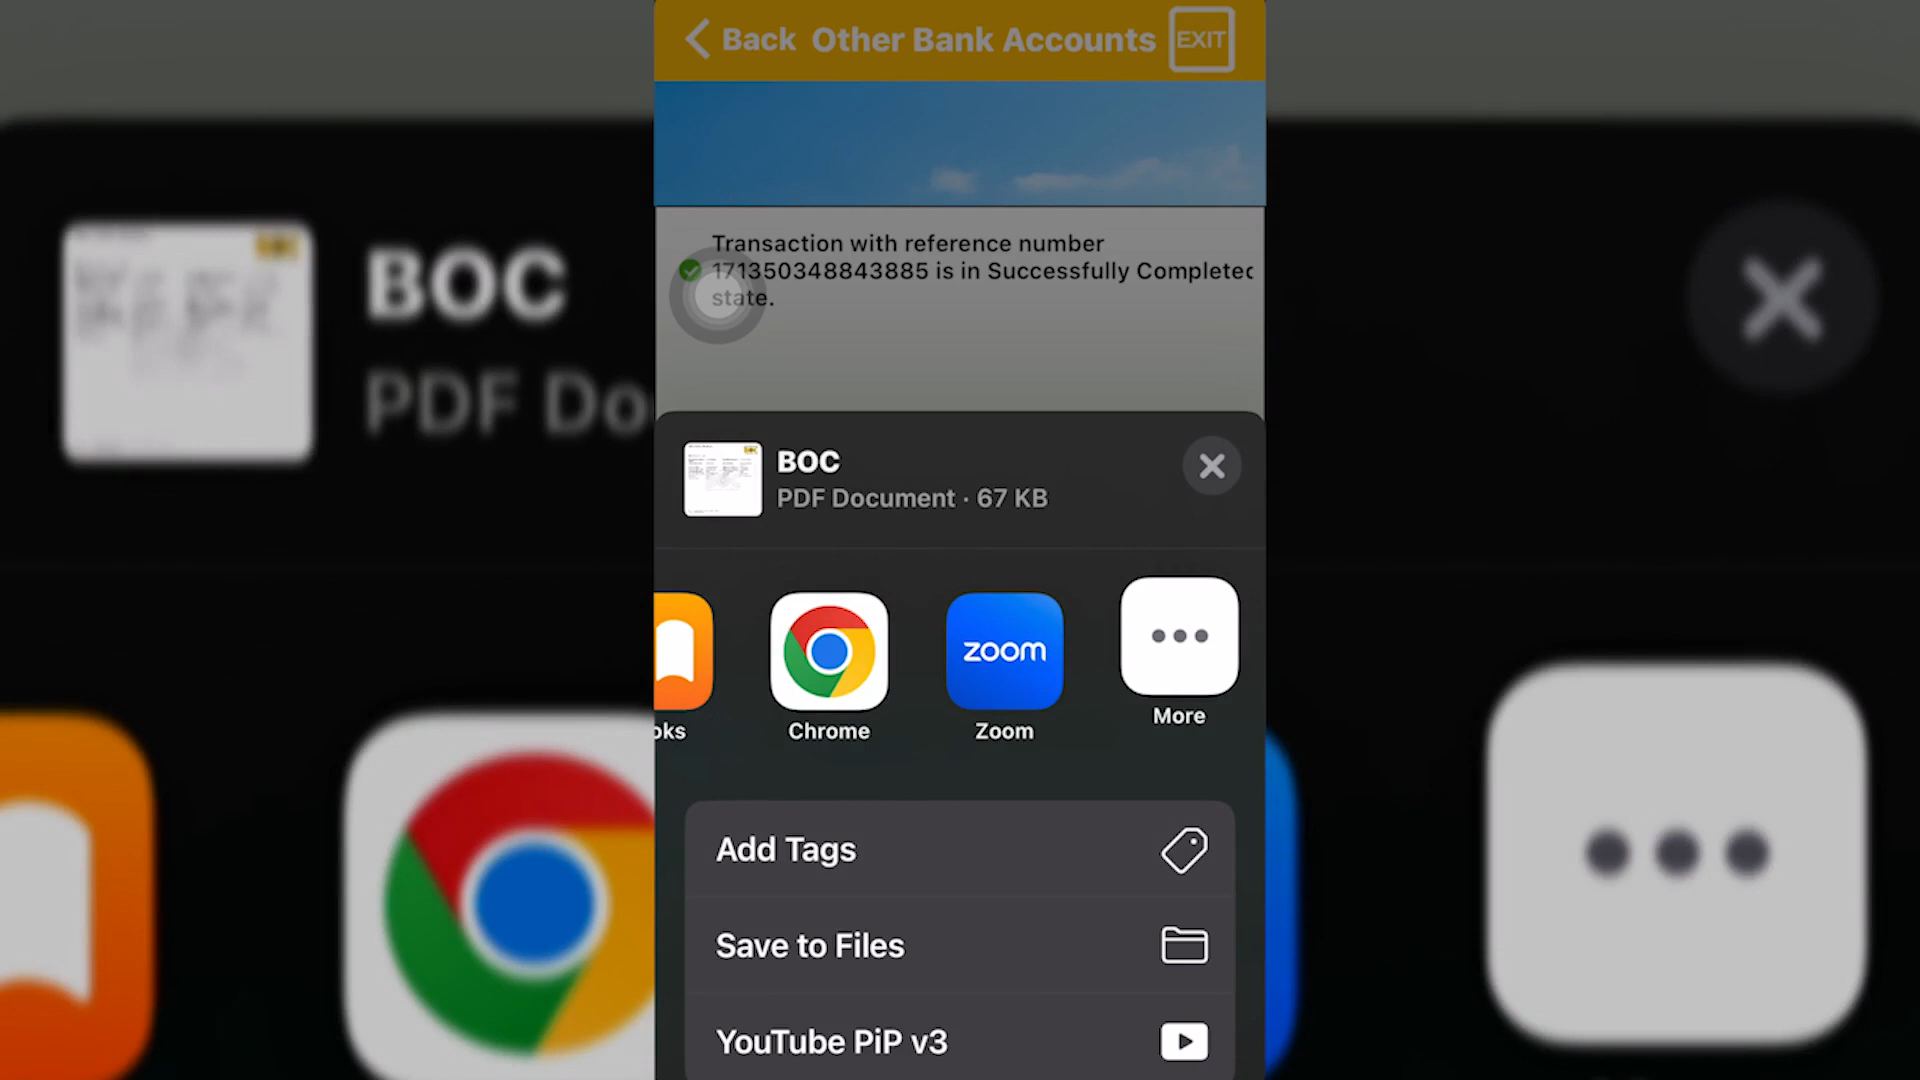 Back Other Bank Accounts EXIT
Transaction with reference number
171350348843885 is in Successfully Completed
state.
BOC
PDF Do
BOC
PDF Document · 67 KB
oks
Chrome
zoom
Zoom
More
Add Tags
Save to Files
YouTube PiP v3